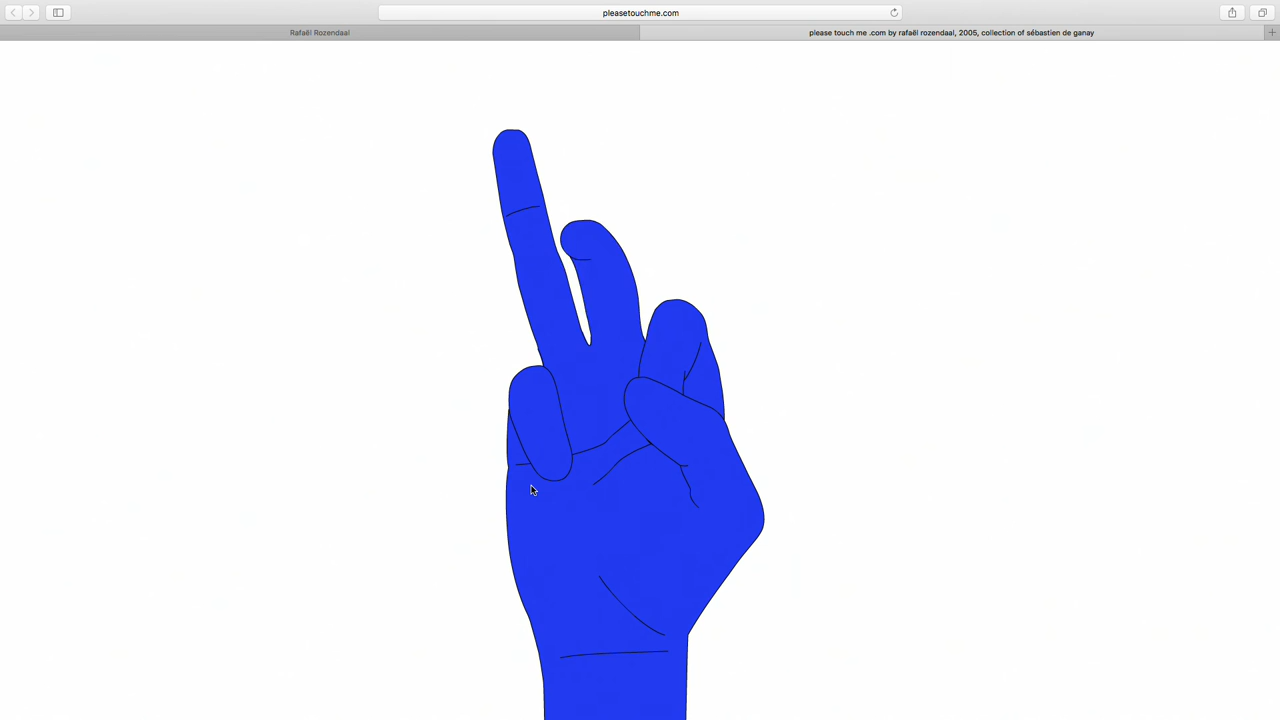 pleasetouchme.com
Rafaël Rozendaal
please touch me .com by rafaël rozendaal, 2005, collection of sébastien de ganay